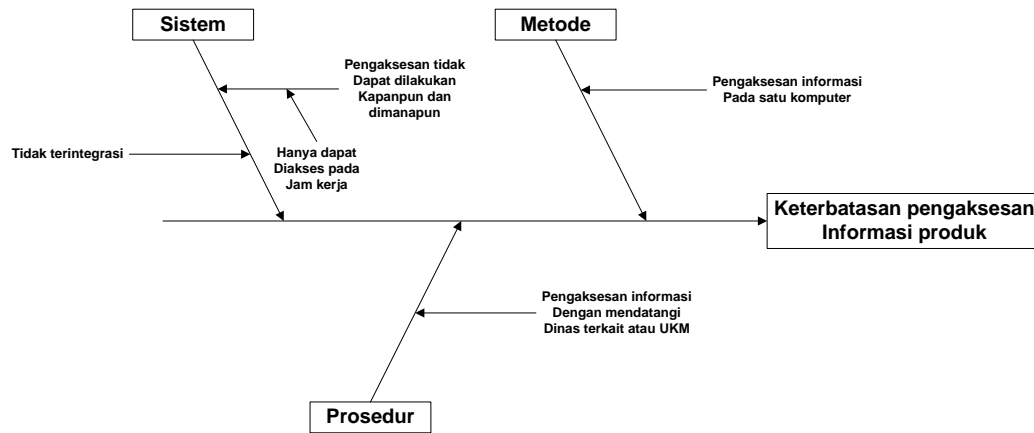 Sistem
Metode
Pengaksesan tidak
Dapat dilakukan
Kapanpun dan
dimanapun
Pengaksesan informasi
Pada satu komputer
Tidak terintegrasi
Hanya dapat
Diakses pada
Jam kerja
Keterbatasan pengaksesan
Informasi produk
Pengaksesan informasi
Dengan mendatangi
Dinas terkait atau UKM
Prosedur